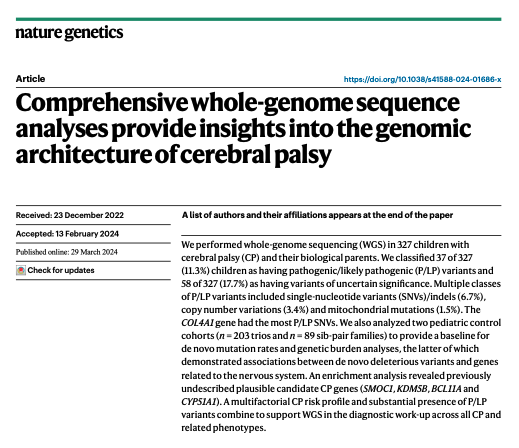 nature genetics
Article
https://doi.org/10.1038/s41588-024-01686-x
Comprehensive whole-genome sequence
analyses provide insights into the genomic
architecture of cerebral palsy
Received: 23 December 2022
Accepted: 13 February 2024
Published online: 29 March 2024
Check for updates
A list of authors and their affiliations appears at the end of the paper
We performed whole-genome sequencing (WGS) in 327 children with
cerebral palsy (CP) and their biological parents. We classified 37 of 327
(11.3%) children as having pathogenic/likely pathogenic (P/LP) variants and
58 of 327 (17.7%) as having variants of uncertain significance. Multiple classes
of P/LP variants included single-nucleotide variants (SNVs)/indels (6.7%),
copy number variations (3.4%) and mitochondrial mutations (1.5%). The
COL4A1 gene had the most P/LP SNVs. We also analyzed two pediatric control
cohorts (n = 203 trios and n = 89 sib-pair families) to provide a baseline for
de novo mutation rates and genetic burden analyses, the latter of which
demonstrated associations between de novo deleterious variants and genes
related to the nervous system. An enrichment analysis revealed previously
undescribed plausible candidate CP genes (SMOC1, KDM5B, BCL11A and
CYP51A1). A multifactorial CP risk profile and substantial presence of P/LP
variants combine to support WGS in the diagnostic work-up across all CP and
related phenotypes.